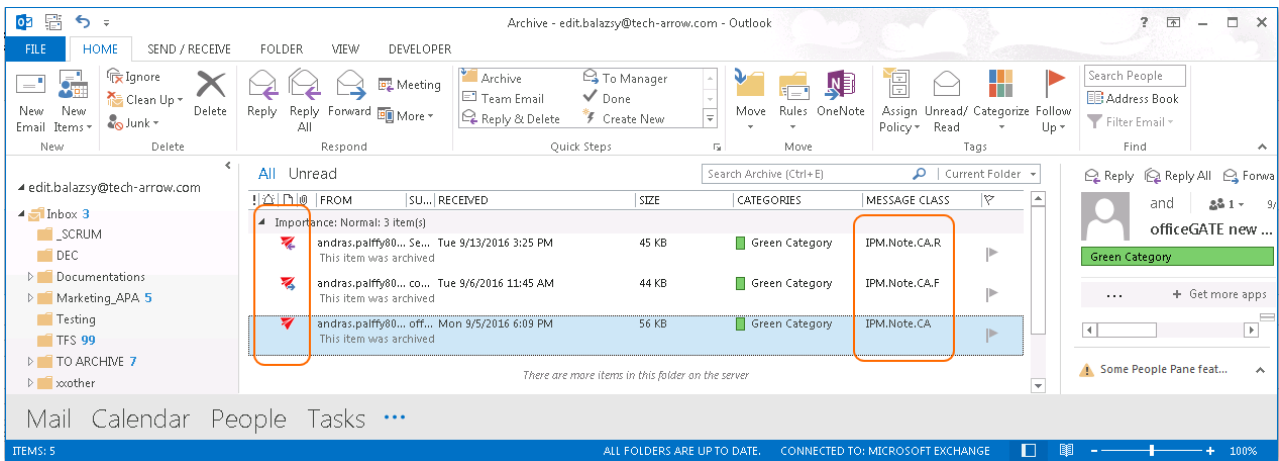 Archive - edit.balazsy@tech-arrow.com - Outlook
FILE HOME SEND / RECEIVE FOLDER VIEW DEVELOPER
New Email
New Items
Ignore
Clean Up
Junk
Delete
Reply
Reply All
Forward
Meeting
More
Archive
Team Email
Reply & Delete
To Manager
Done
Create New
Move
Rules
OneNote
Assign Policy
Unread/ Read
Categorize
Follow Up
Search People
Address Book
Filter Email
New Delete Respond Quick Steps Move Tags Find
edit.balazsy@tech-arrow.com
Inbox 3
_SCRUM
DEC
Documentations
Marketing_APA 5
Testing
TFS 99
TO ARCHIVE 7
xxother
All Unread
Search Archive (Ctrl+E) Current Folder
FROM SU... RECEIVED SIZE CATEGORIES MESSAGE CLASS
Importance: Normal: 3 item(s)
andras.palffy80... Se... Tue 9/13/2016 3:25 PM 45 KB Green Category IPM.Note.CA.R
This item was archived
andras.palffy80... co... Tue 9/6/2016 11:45 AM 44 KB Green Category IPM.Note.CA.F
This item was archived
andras.palffy80... off... Mon 9/5/2016 6:09 PM 56 KB Green Category IPM.Note.CA
This item was archived
There are more items in this folder on the server
Reply Reply All Forwa
and 1 9/
officeGATE new ...
Green Category
... + Get more apps
Some People Pane feat...
Mail Calendar People Tasks ...
ITEMS: 5 ALL FOLDERS ARE UP TO DATE. CONNECTED TO: MICROSOFT EXCHANGE 100%